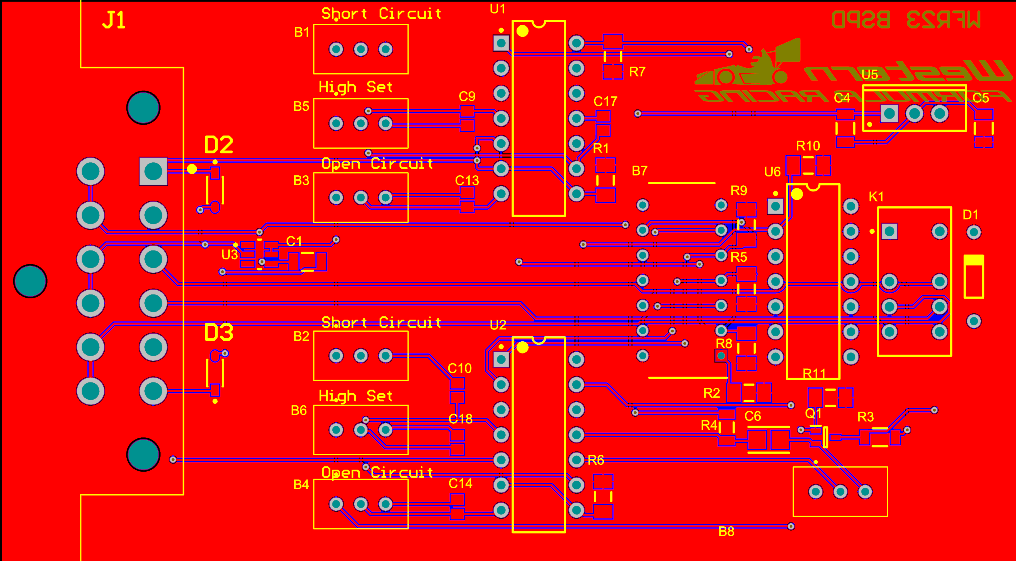 J1
Short Circuit
U1
WFR23 BSPD
B1
R7
Western
U5
High Set
B5
C9
C17
FORMULA RACING
C4
C5
D2
Open Circuit
R1
R10
B3
C13
B7
U6
R9
K1
D1
U3
C1
R5
D3
Short Circuit
U2
B2
R8
C10
R11
High Set
R2
B6
C18
R4
C6
Q1
R3
Open Circuit
R6
B4
C14
B8